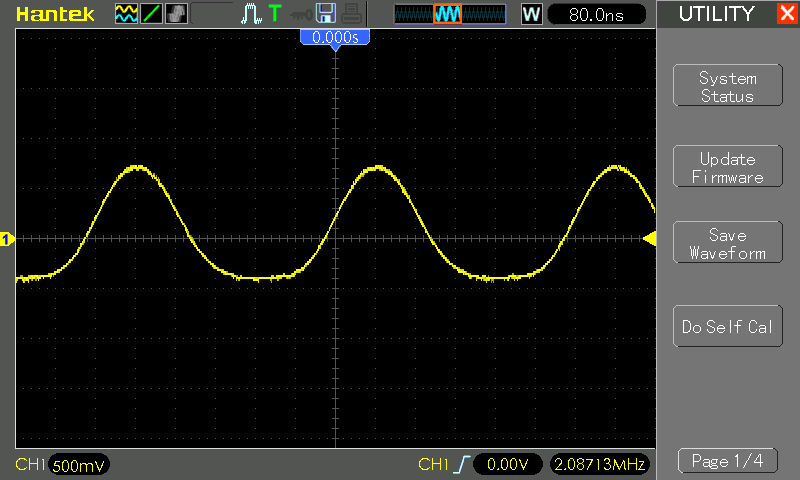 Hantek T W 80.0ns UTILITY
0.000s
System
Status
Update
Firmware
1
Save
Waveform
Do Self Cal
CH1 500mV CH1 0.00V 2.08713MHz Page 1/4